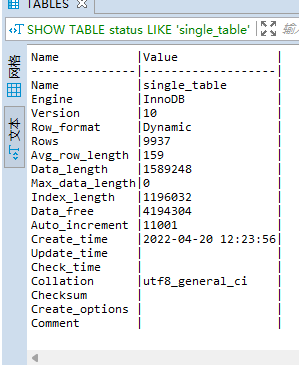 TABLES
SHOW TABLE status LIKE 'single_table'
网格
文本
Name |Value |
---------------+-------------------+
Name |single_table |
Engine |InnoDB |
Version |10 |
Row_format |Dynamic |
Rows |9937 |
Avg_row_length |159 |
Data_length |1589248 |
Max_data_length|0 |
Index_length |1196032 |
Data_free |4194304 |
Auto_increment |11001 |
Create_time |2022-04-20 12:23:56|
Update_time | |
Check_time | |
Collation |utf8_general_ci |
Checksum | |
Create_options | |
Comment | |